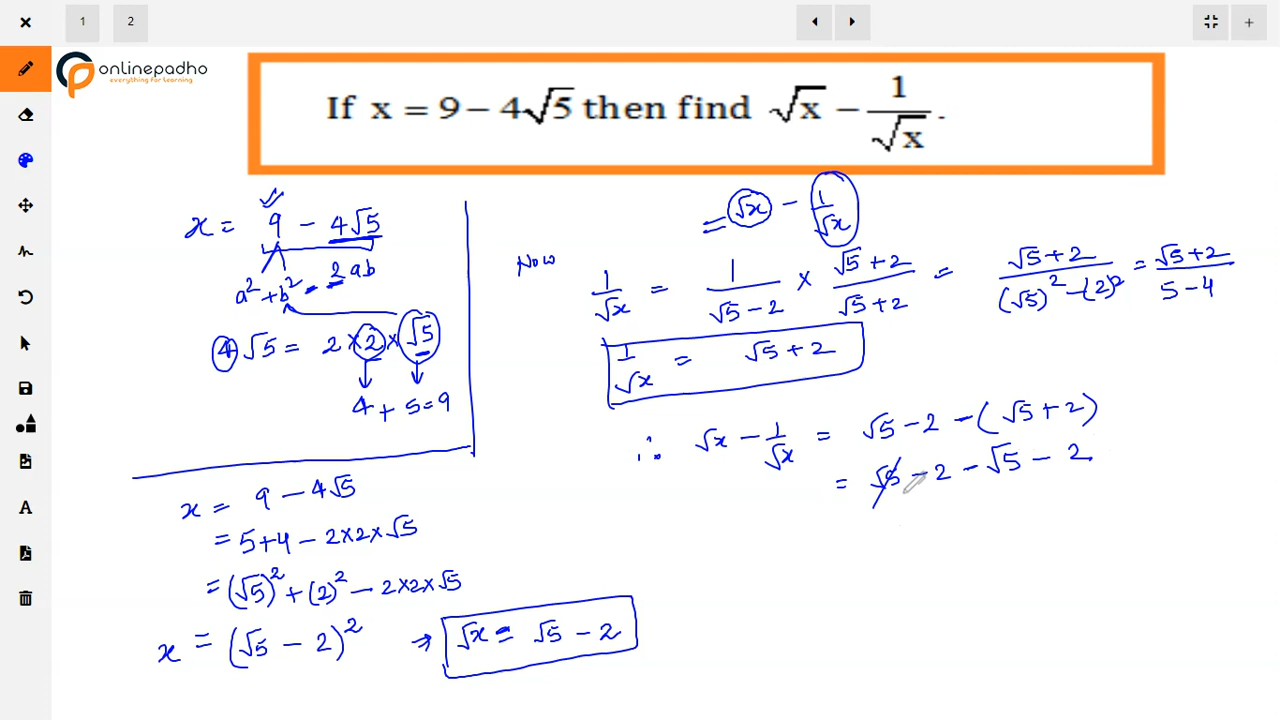 1 2
onlinepadho
everything for learning
If x = 9 − 4√5 then find √x − 1/√x.
x = 9 − 4√5
a² + b² - 2ab
4√5 = 2 × 2 × √5
4 + 5 = 9
x = 9 − 4√5
= 5+4 − 2×2×√5
= (√5)² + (2)² − 2×2×√5
x = (√5 − 2)² ⇒ √x = √5 − 2
= √x − 1/√x
Now 1/√x = 1/(√5 − 2) × (√5 + 2)/(√5 + 2) = (√5 + 2)/((√5)² − (2)²) = (√5 + 2)/(5 − 4)
1/√x = √5 + 2
∴ √x − 1/√x = √5 − 2 − (√5 + 2)
= √5 − 2 − √5 − 2
A